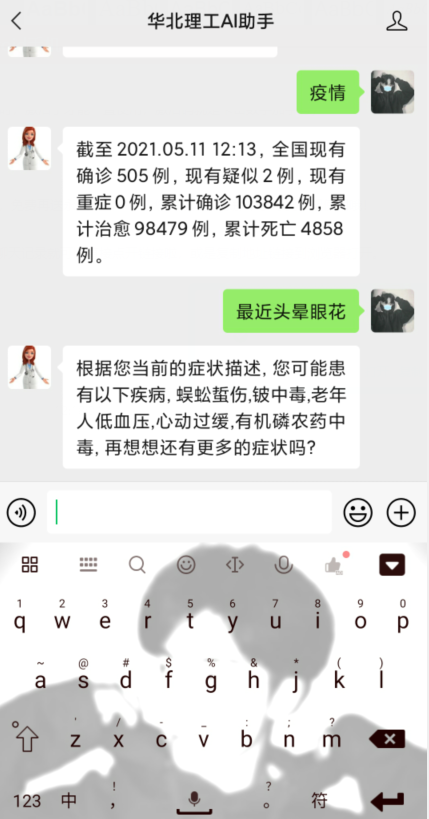 华北理工AI助手
疫情
截至 2021.05.11 12:13，全国现有
确诊 505 例，现有疑似 2 例，现有
重症 0 例，累计确诊 103842 例，累
计治愈 98479 例，累计死亡 4858
例。
最近头晕眼花
根据您当前的症状描述, 您可能患
有以下疾病, 蜈蚣蜇伤,铍中毒,老年
人低血压,心动过缓,有机磷农药中
毒, 再想想还有更多的症状吗?
1 2 3 4 5 6 7 8 9 0
q w e r t y u i o p
~ @ # $ % & * ( )
a s d f g h j k l
' / - _ : ; ?
z x c v b n m
! ?
123 中 ， 。 符